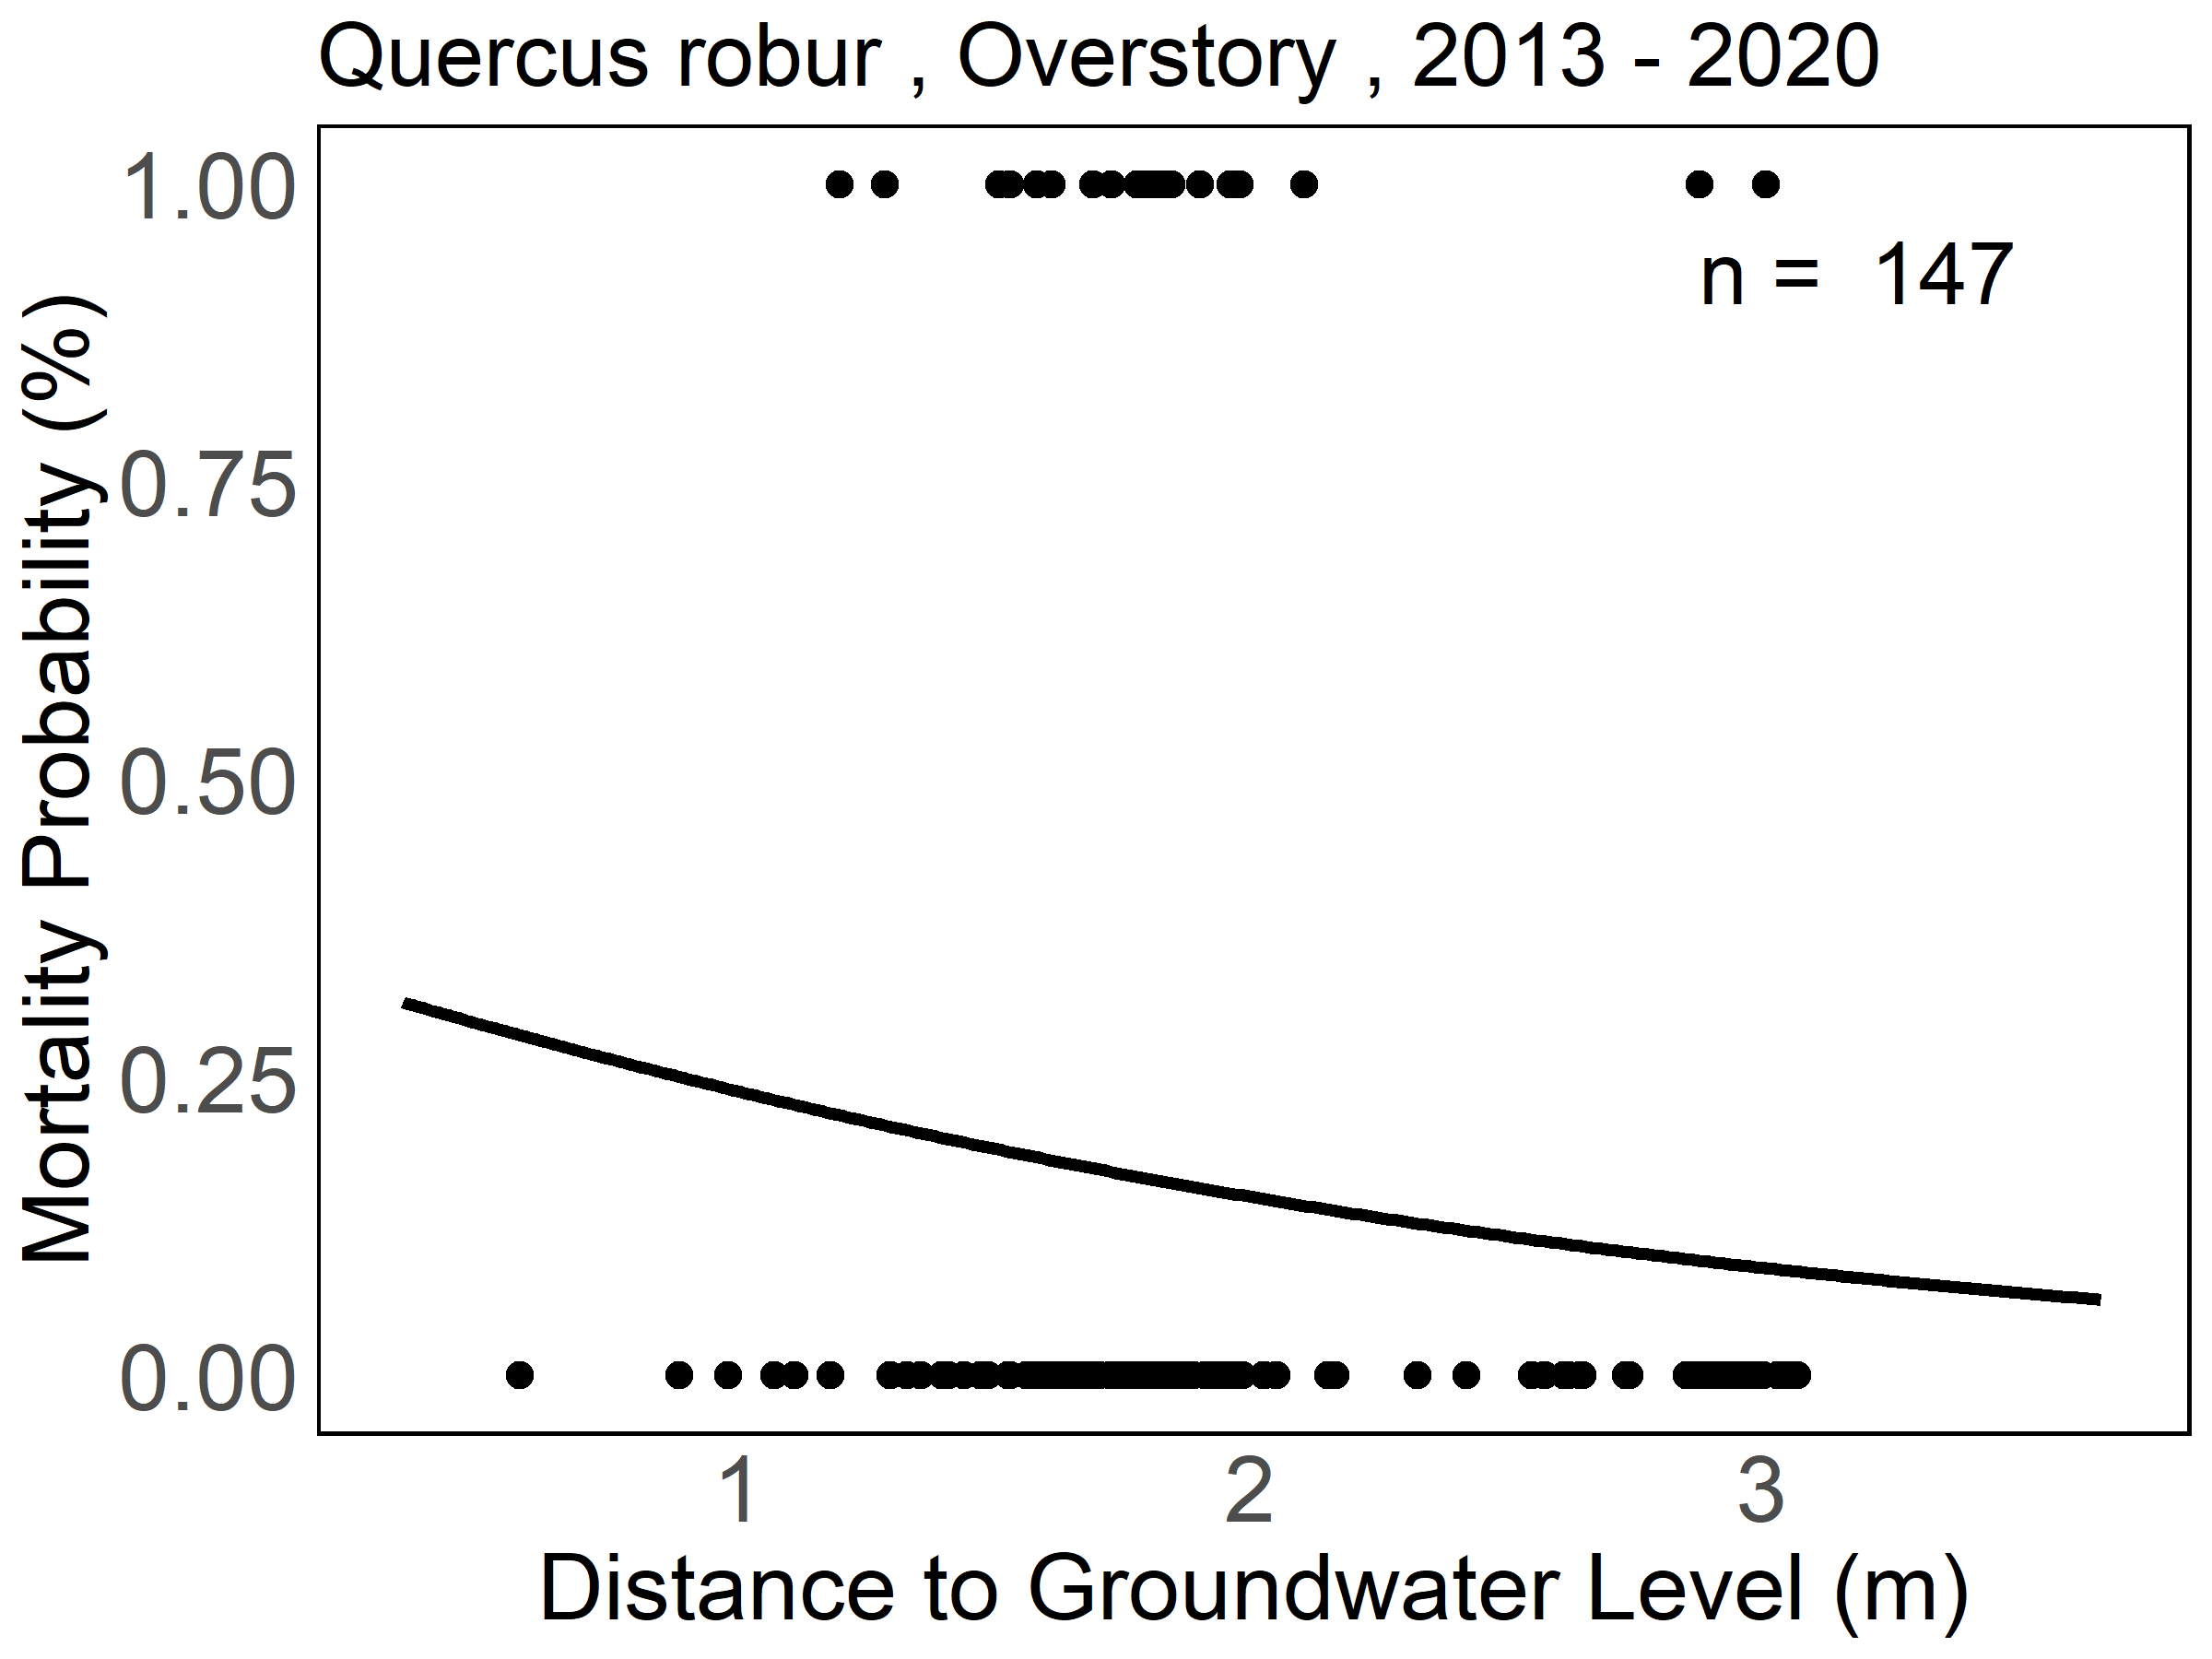 Quercus robur , Overstory , 2013 - 2020
Mortality Probability (%)
1.00
0.75
0.50
0.25
0.00
n = 147
1 2 3
Distance to Groundwater Level (m)